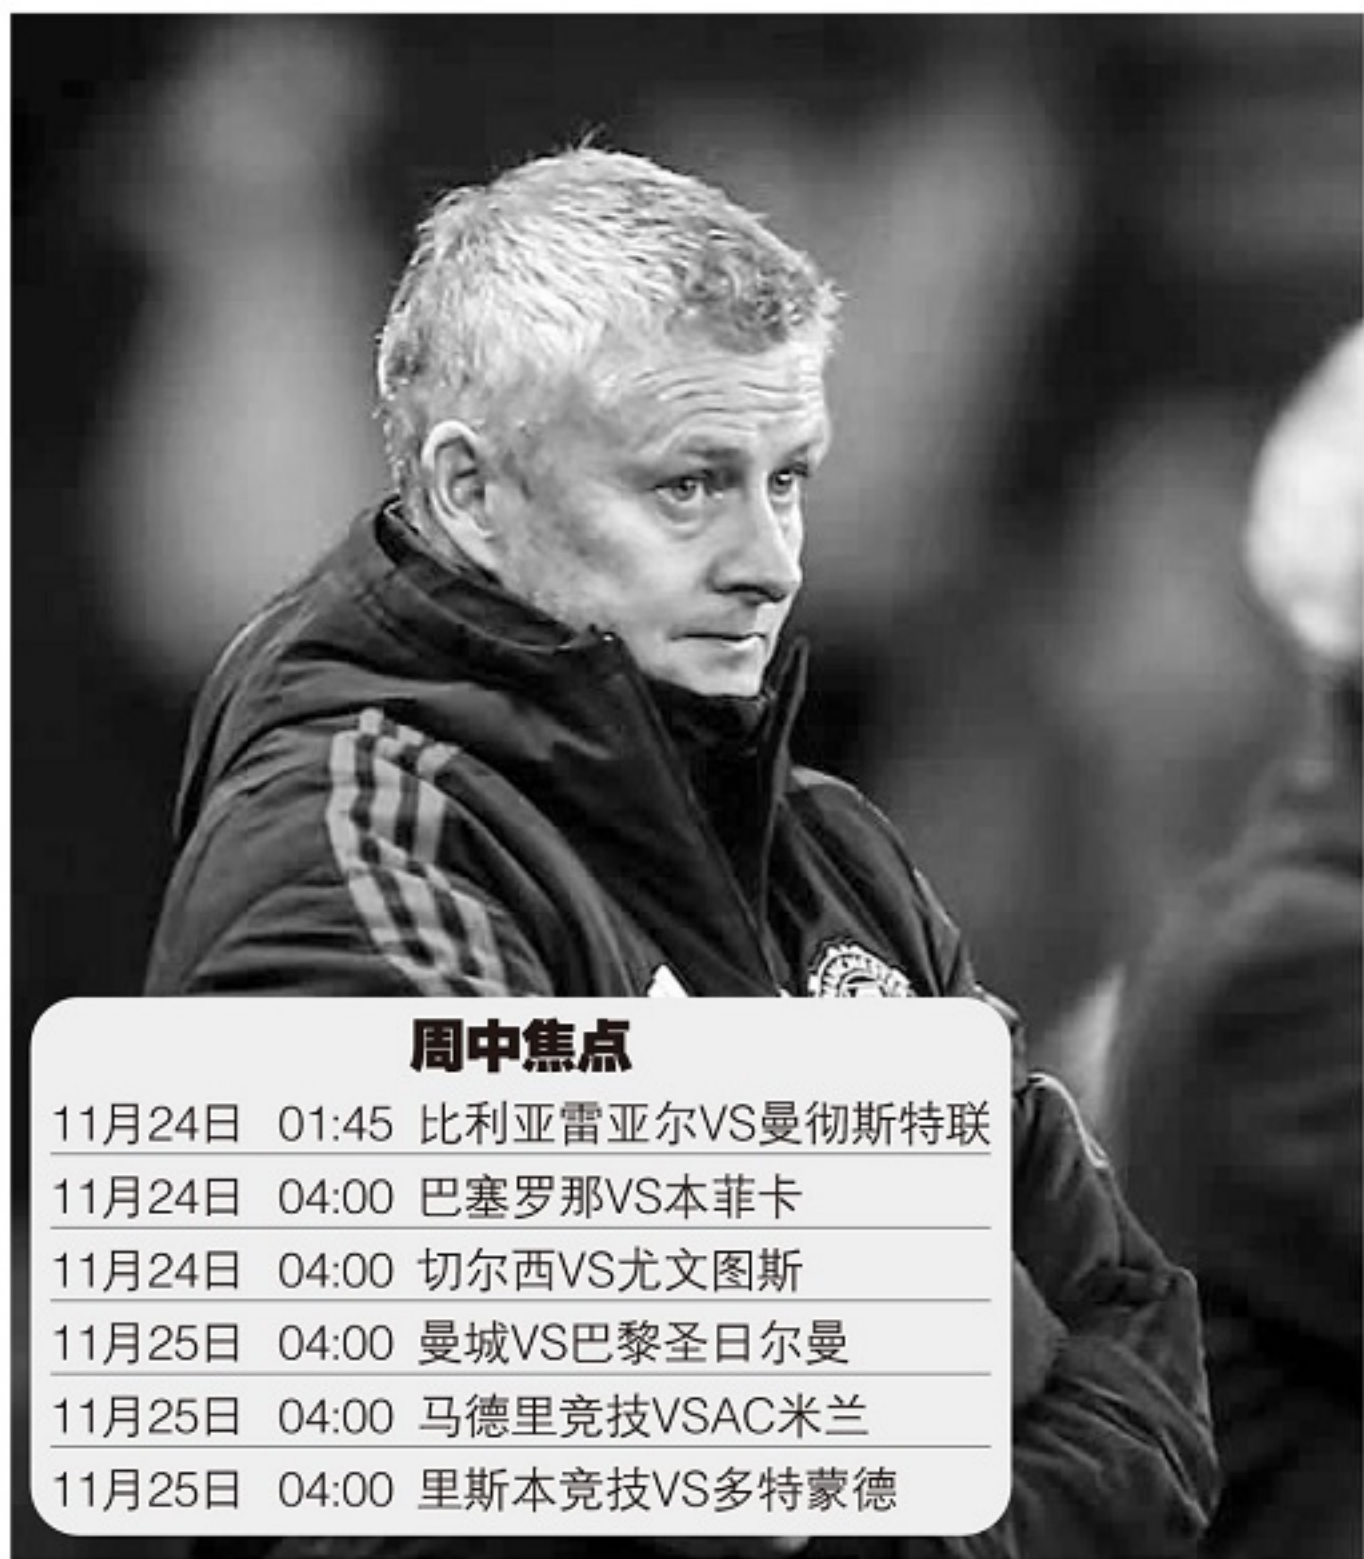 周中焦点
11月24日 01:45 比利亚雷亚尔VS曼彻斯特联
11月24日 04:00 巴塞罗那VS本菲卡
11月24日 04:00 切尔西VS尤文图斯
11月25日 04:00 曼城VS巴黎圣日尔曼
11月25日 04:00 马德里竞技VSAC米兰
11月25日 04:00 里斯本竞技VS多特蒙德